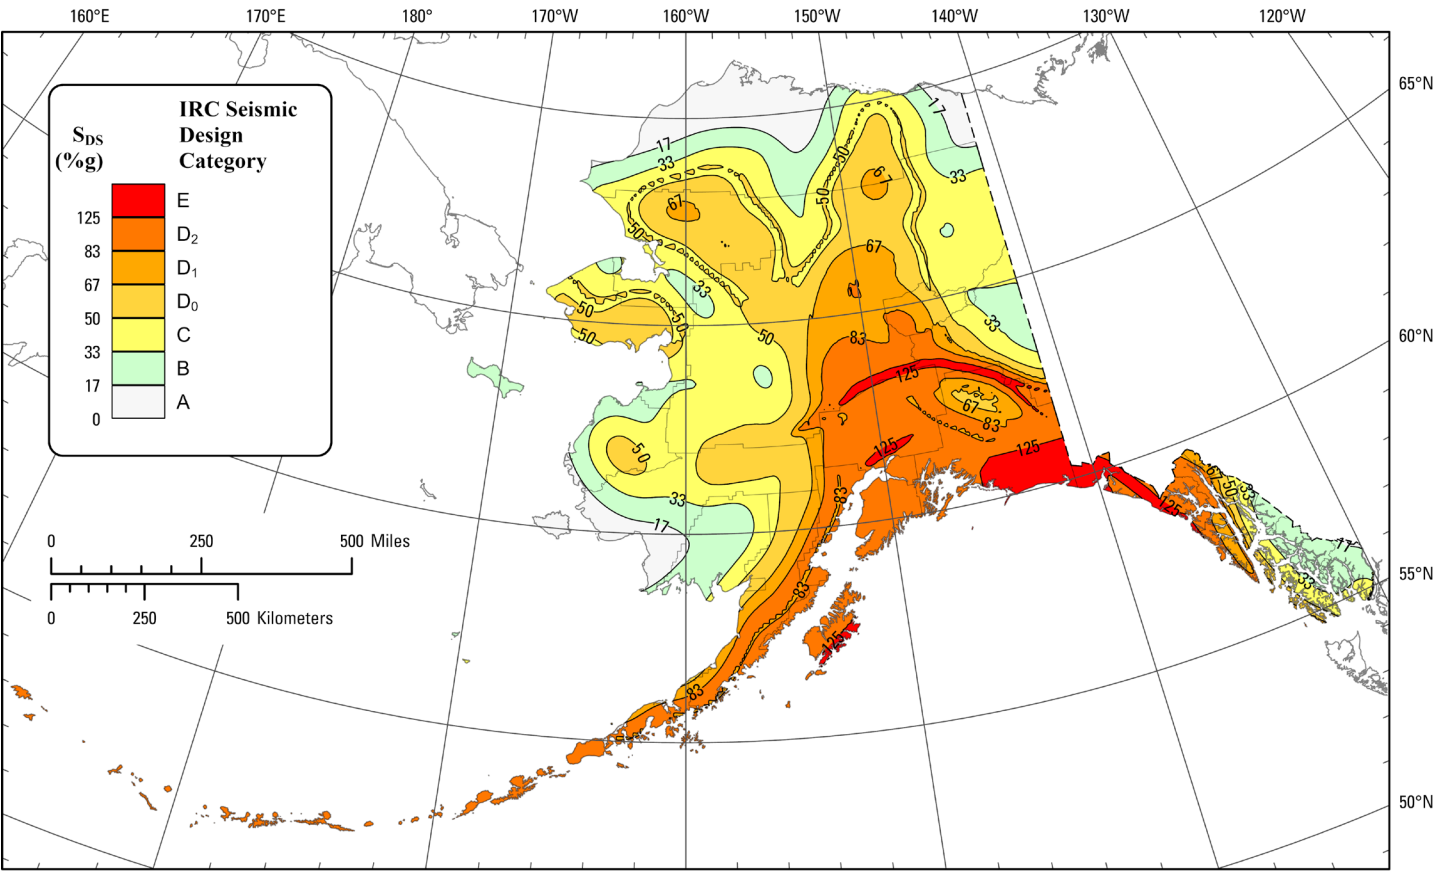 160°E 170°E 180° 170°W 160°W 150°W 140°W 130°W 120°W
65°N
60°N
55°N
50°N
S_DS
(%g)
IRC Seismic
Design
Category
E
125
D₂
83
D₁
67
D₀
50
C
33
B
17
A
0
0 250 500 Miles
0 250 500 Kilometers
17
33
67
50
50
50
67
17
33
33
50
50
50
67
50
83
33
125
67
83
50
125
125
33
17
83
83
125
83
125
67
50
33
17
33